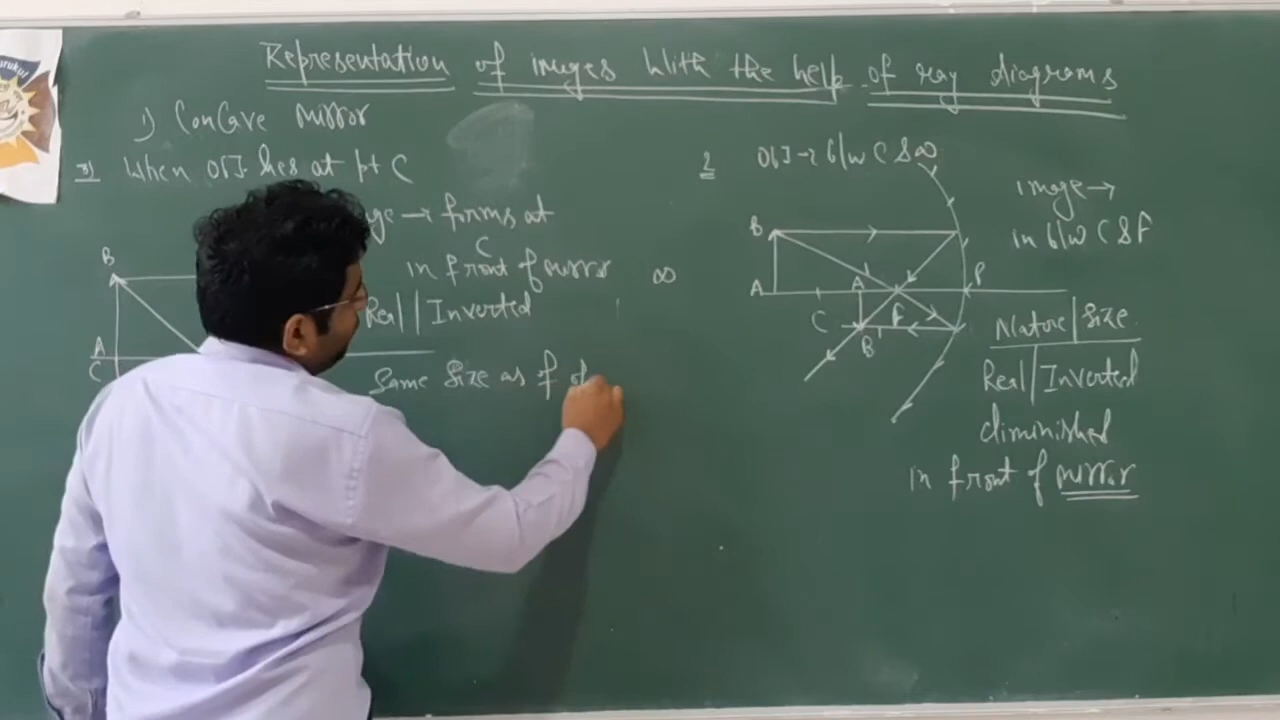 Representation of images With the help of ray diagrams
1) Concave mirror
When OBJ. lies at pt C
→ forms at
C
in front of mirror
Real / Inverted
Same Size as of
B
A
C
2 OBJ → b/w C & ∞
image →
in b/w C & F
∞
B
A
A'
P
C
F
B'
Nature / Size
Real / Inverted
diminished
in front of mirror